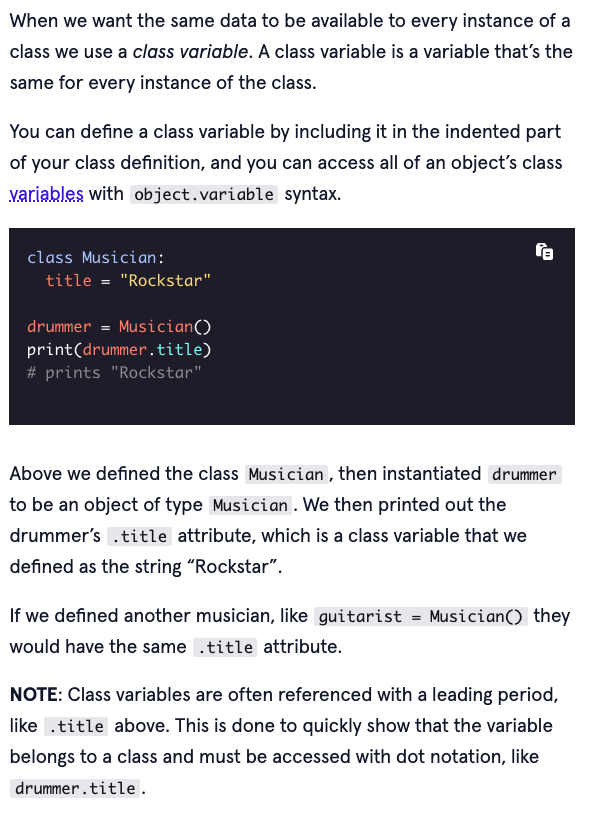 When we want the same data to be available to every instance of a
class we use a class variable. A class variable is a variable that’s the
same for every instance of the class.
You can define a class variable by including it in the indented part
of your class definition, and you can access all of an object’s class
variables with object.variable syntax.
class Musician:
  title = "Rockstar"
drummer = Musician()
print(drummer.title)
# prints "Rockstar"
Above we defined the class Musician, then instantiated drummer
to be an object of type Musician. We then printed out the
drummer’s .title attribute, which is a class variable that we
defined as the string “Rockstar”.
If we defined another musician, like guitarist = Musician() they
would have the same .title attribute.
NOTE: Class variables are often referenced with a leading period,
like .title above. This is done to quickly show that the variable
belongs to a class and must be accessed with dot notation, like
drummer.title.